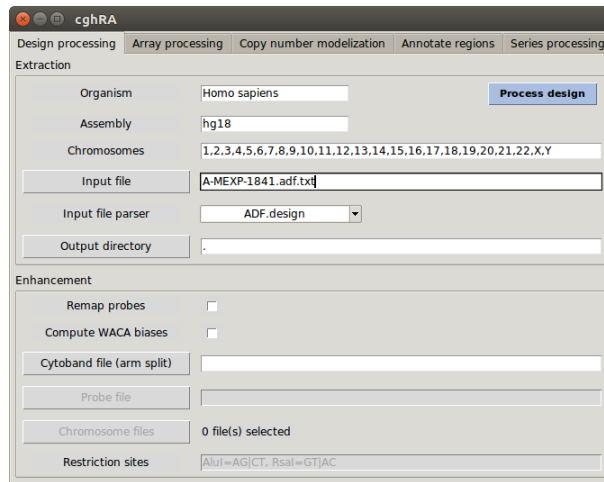 cghRA
Design processing Array processing Copy number modelization Annotate regions Series processing
Extraction
Organism Homo sapiens Process design
Assembly hg18
Chromosomes 1,2,3,4,5,6,7,8,9,10,11,12,13,14,15,16,17,18,19,20,21,22,X,Y
Input file A-MEXP-1841.adf.txt
Input file parser ADF.design
Output directory .
Enhancement
Remap probes
Compute WACA biases
Cytoband file (arm split)
Probe file
Chromosome files 0 file(s) selected
Restriction sites AluI=AG|CT, RsaI=GT|AC